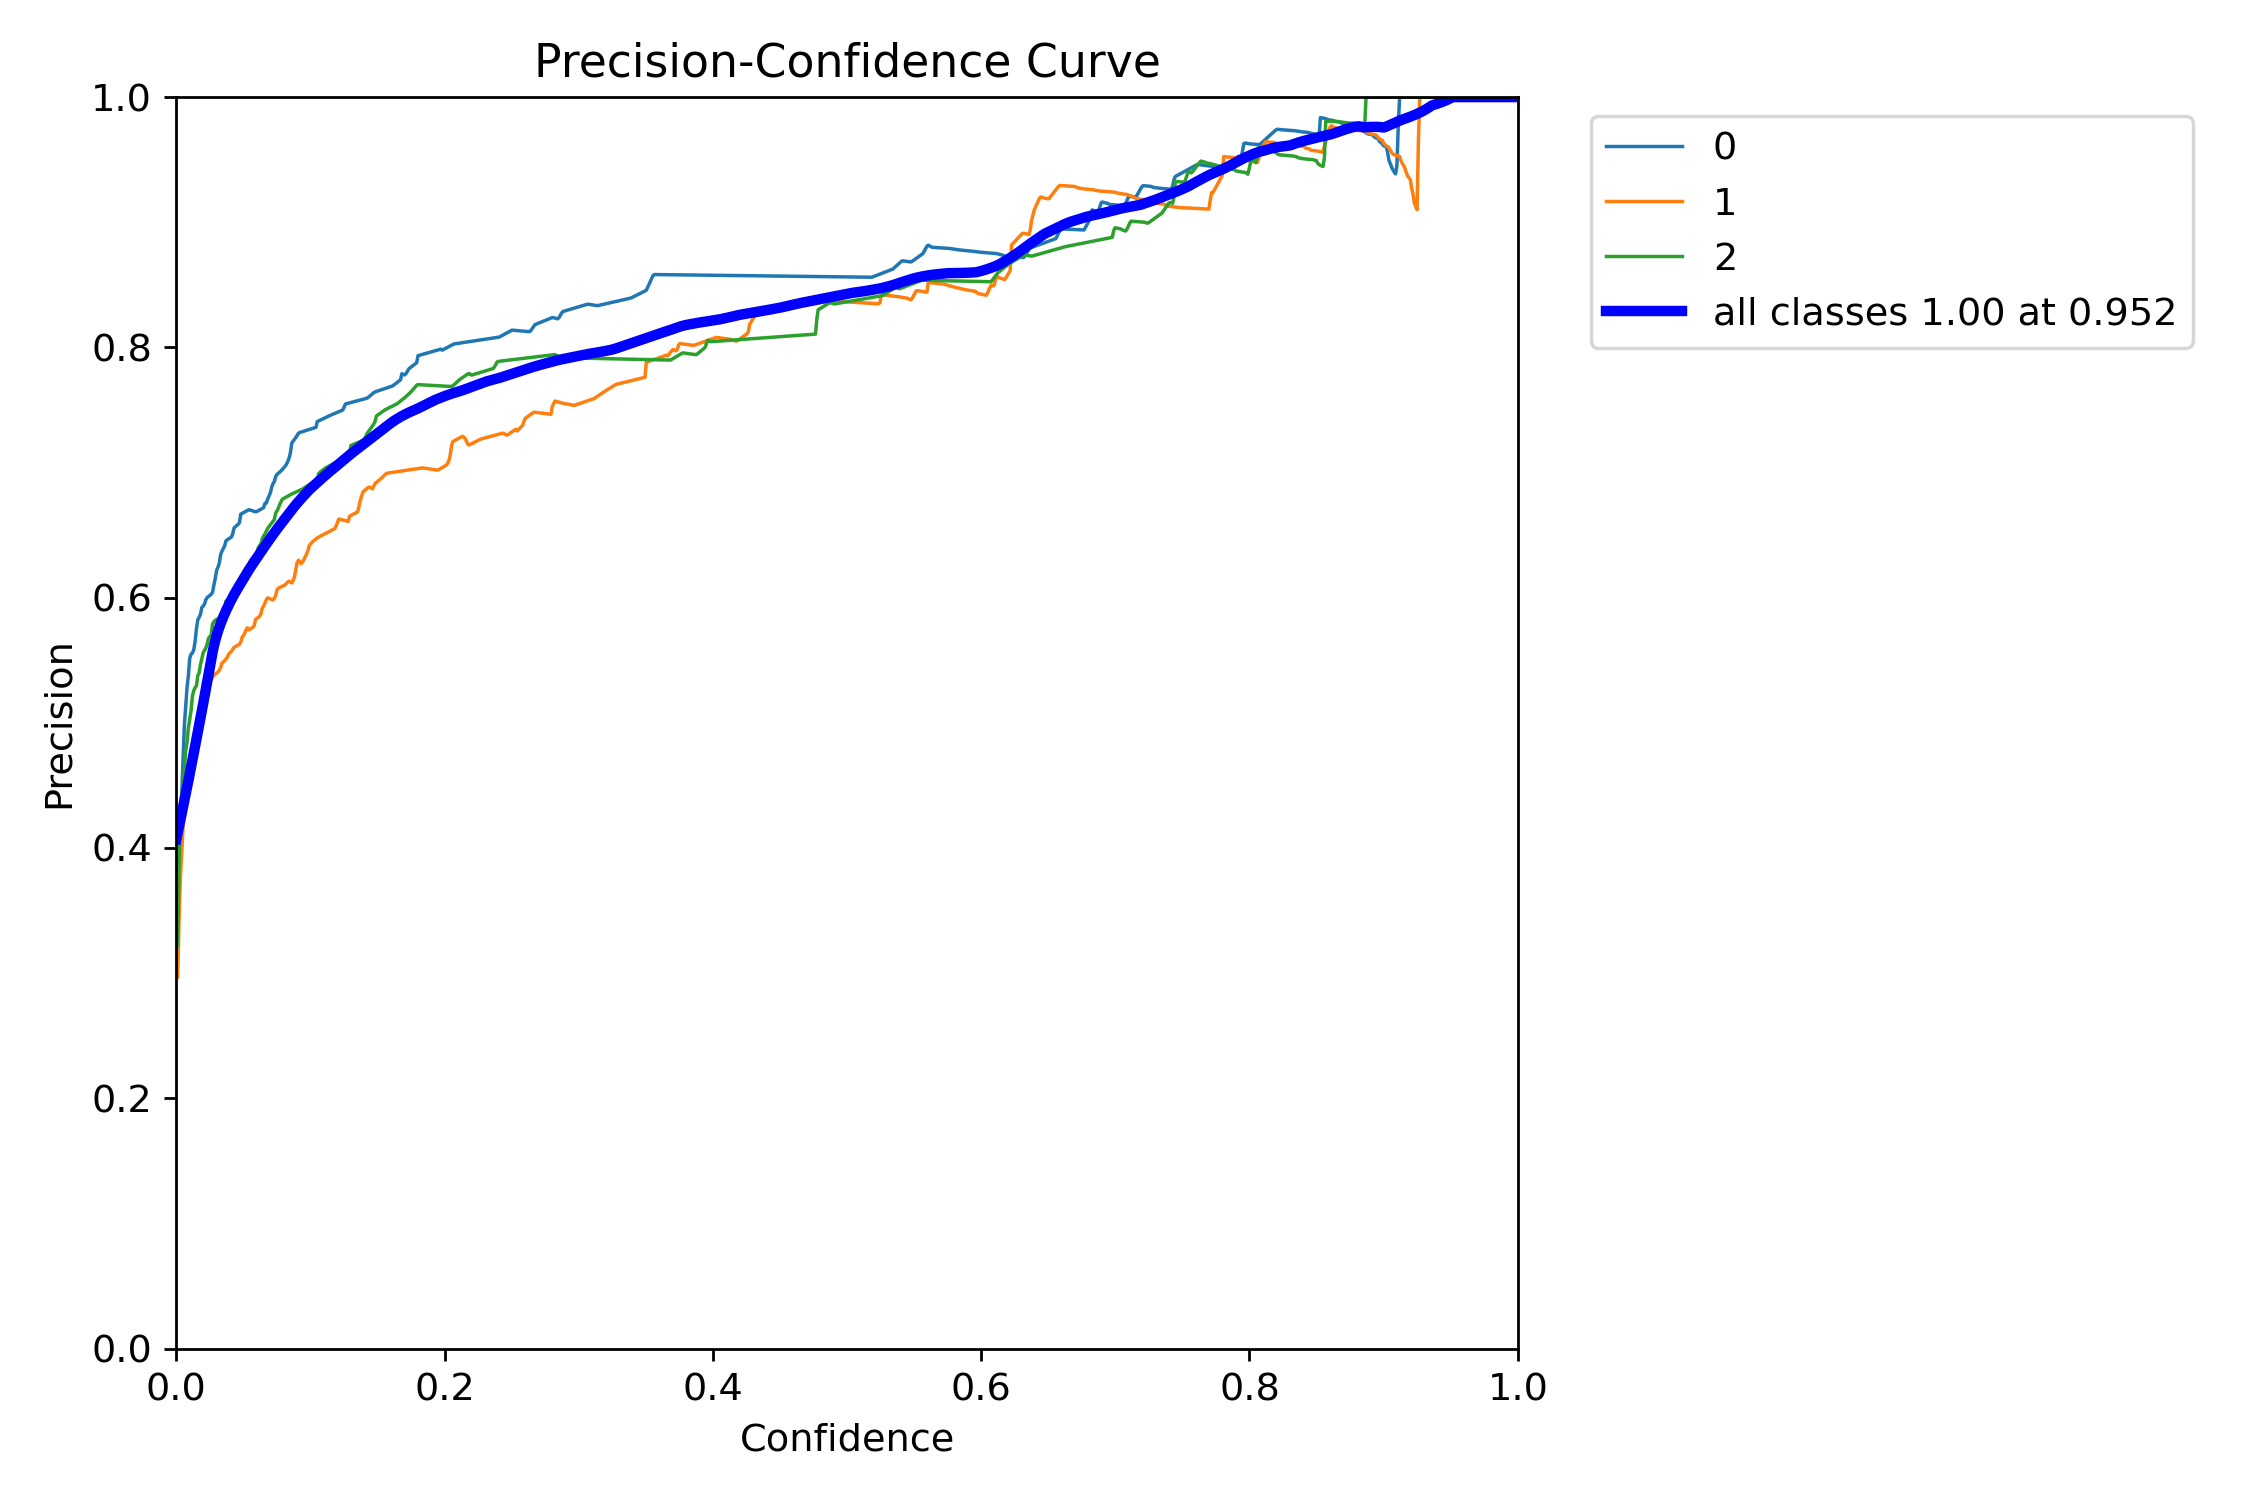 Precision-Confidence Curve
1.0
0.8
0.6
0.4
0.2
0.0
Precision
0.0 0.2 0.4 0.6 0.8 1.0
Confidence
0
1
2
all classes 1.00 at 0.952